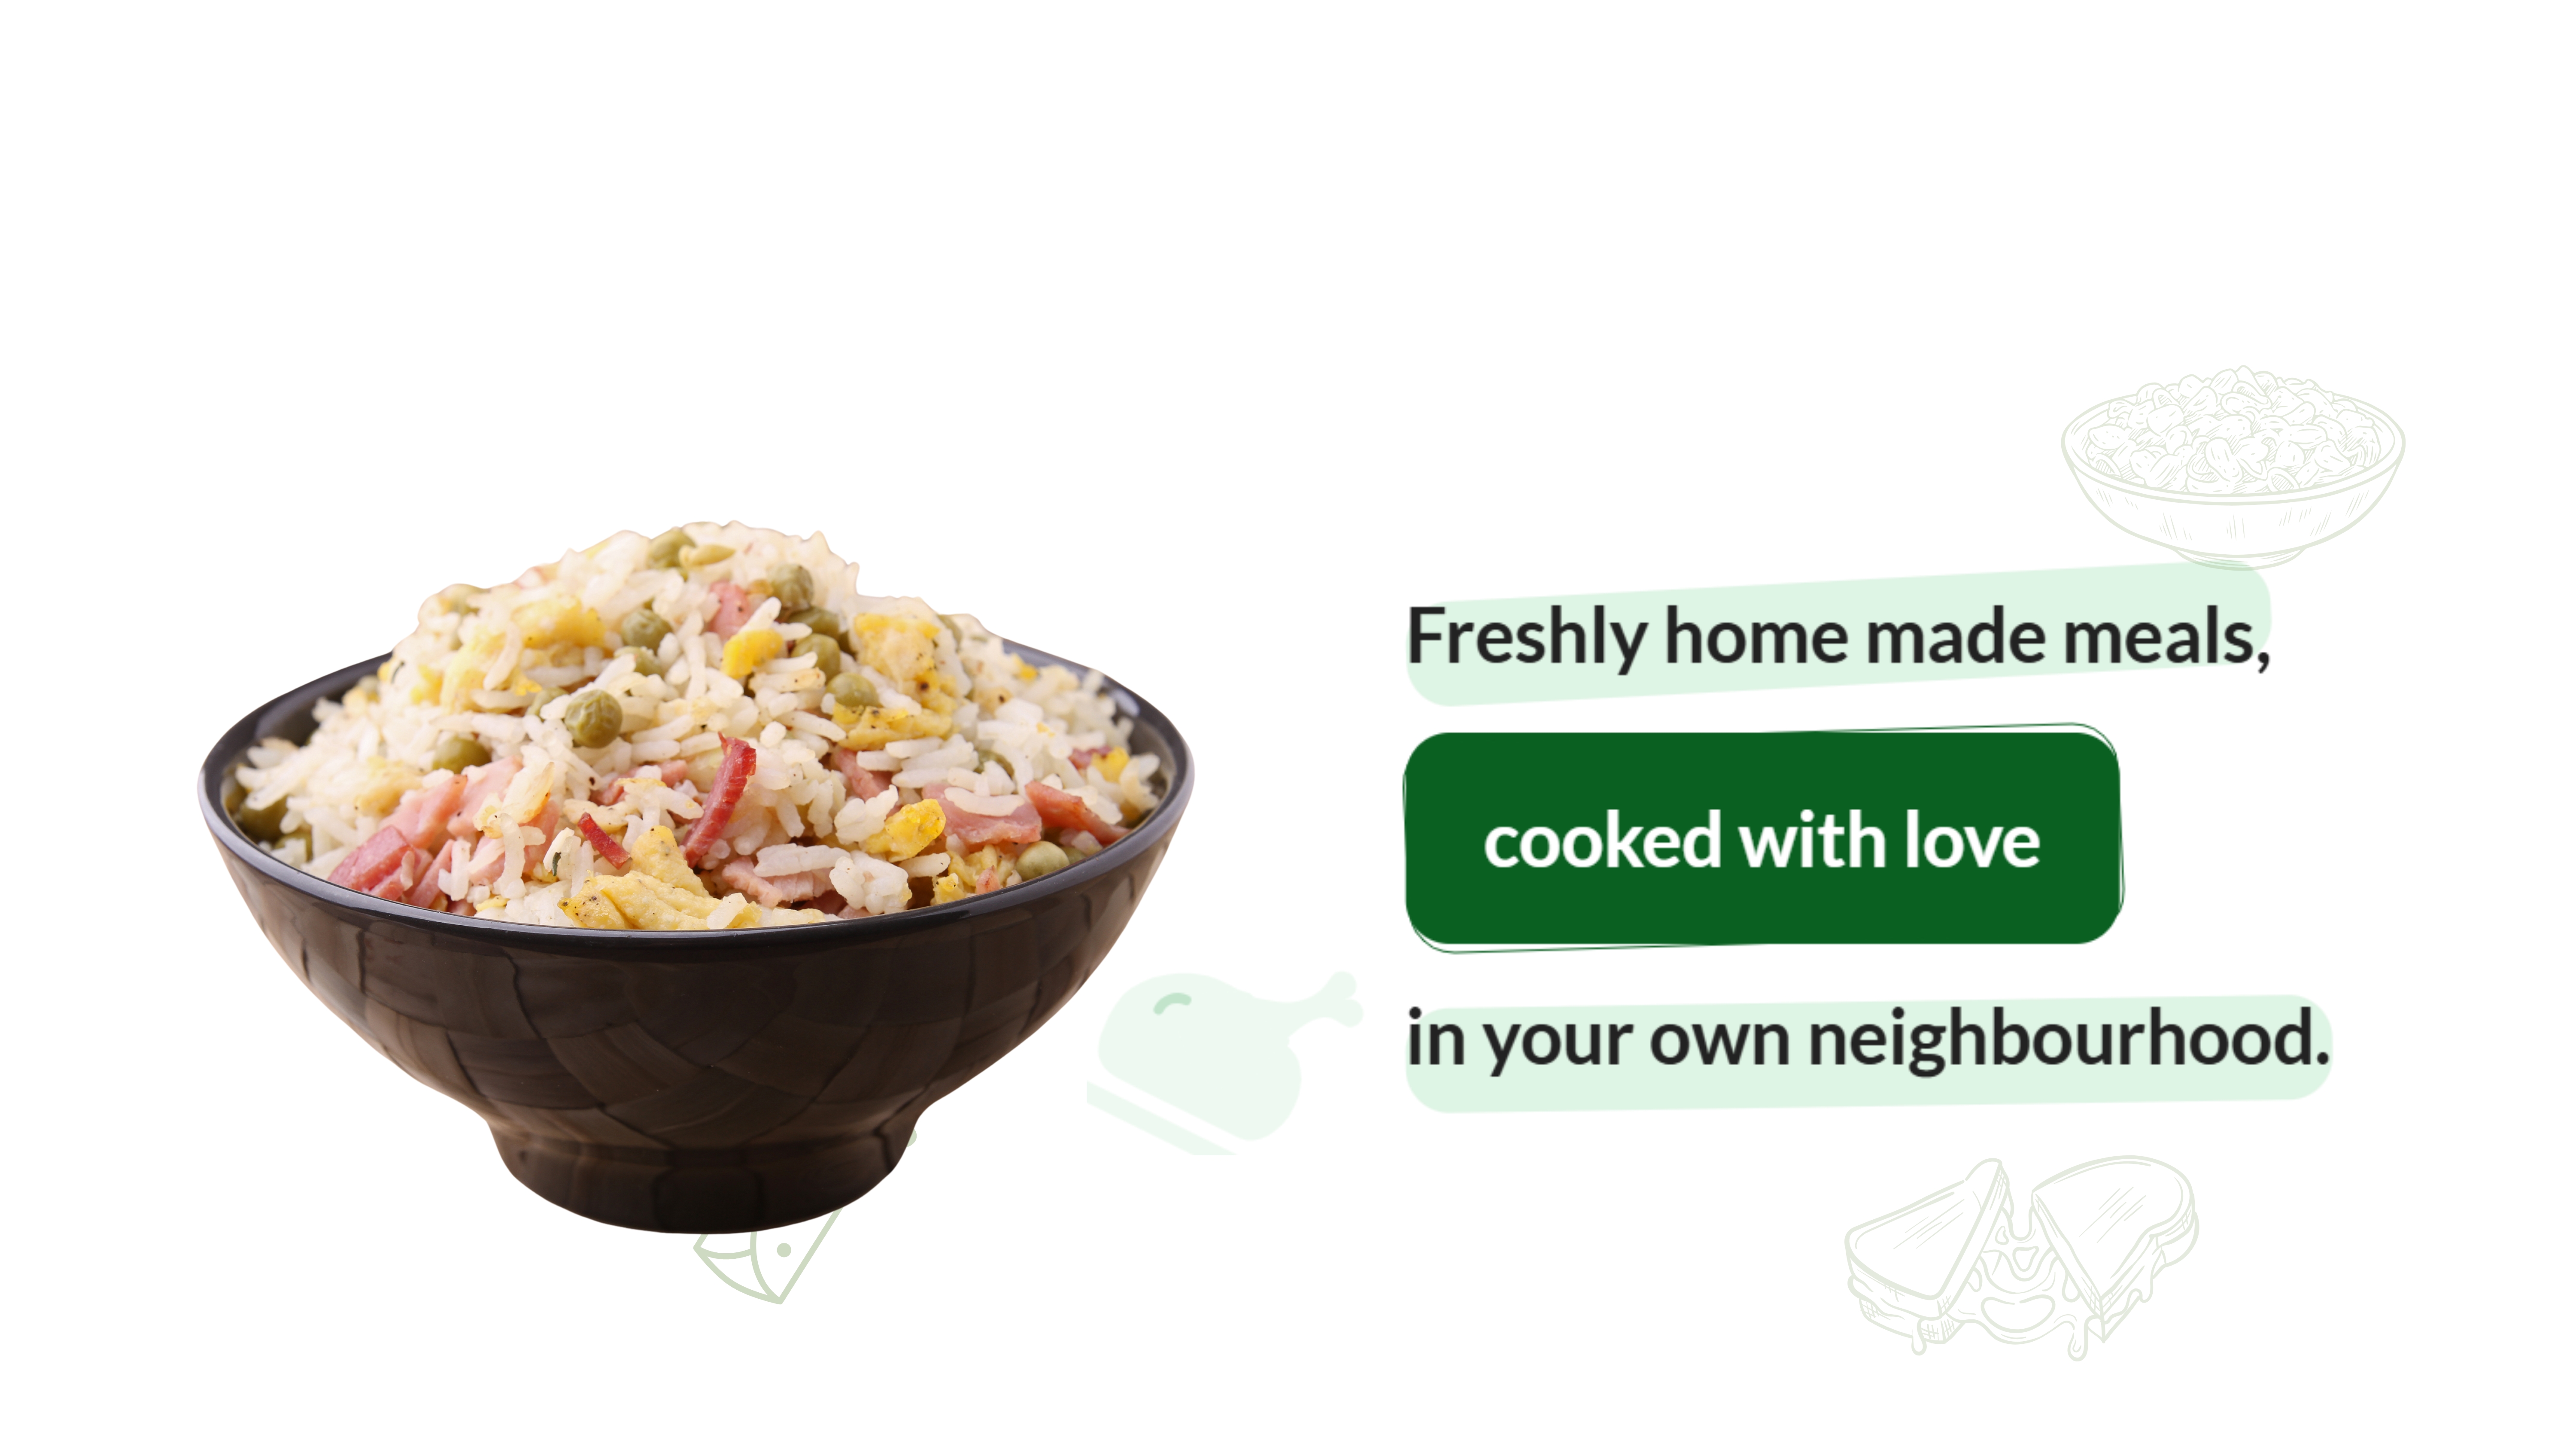 Freshly home made meals,
cooked with love
in your own neighbourhood.